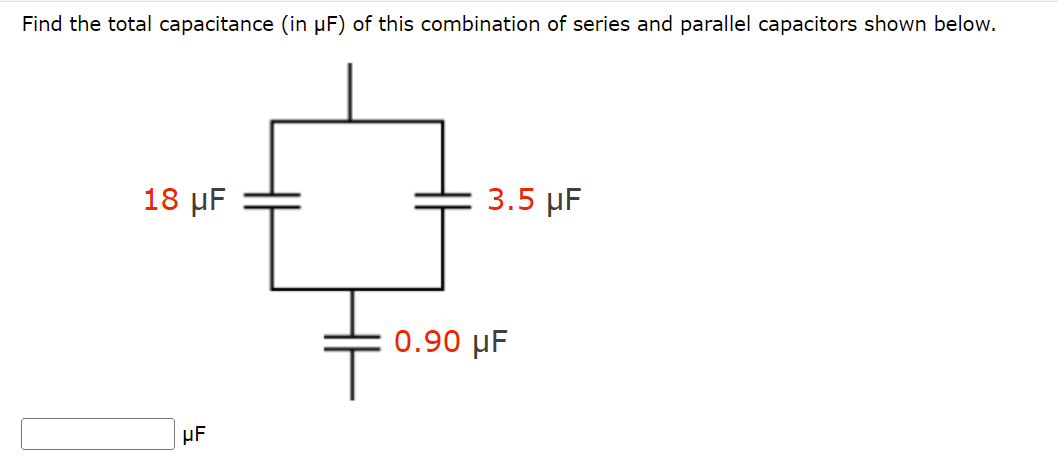 Find the total capacitance (in µF) of this combination of series and parallel capacitors shown below.
18 µF 3.5 µF
0.90 µF
µF